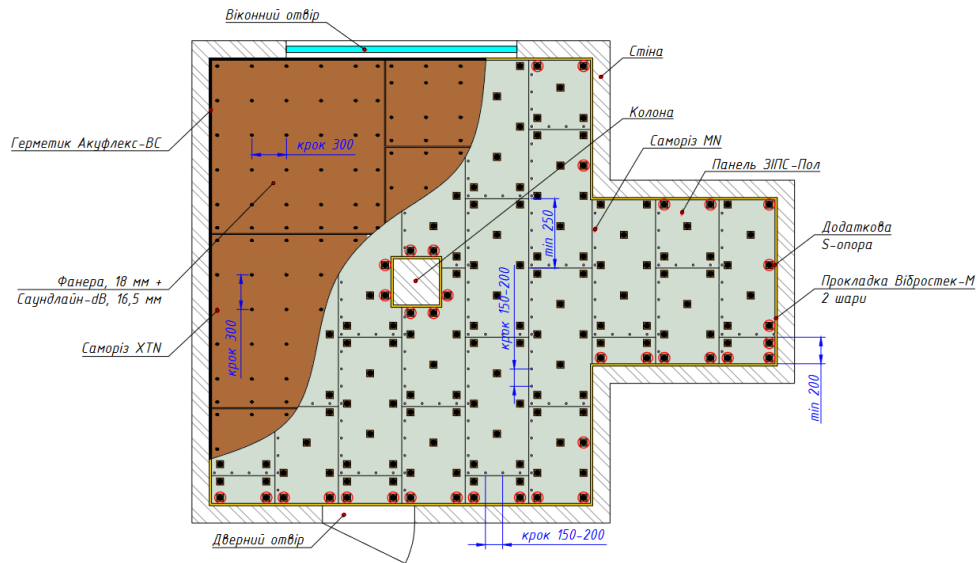 Віконний отвір
Стіна
Колона
Герметик Акуфлекс-ВС
крок 300
Саморіз MN
Панель ЗІПС-Пол
min 250
Додаткова
S-опора
Фанера, 18 мм +
Саундлайн-dB, 16,5 мм
Прокладка Вібростек-М
2 шари
крок 150-200
крок 300
Саморіз XTN
min 200
Дверний отвір
крок 150-200